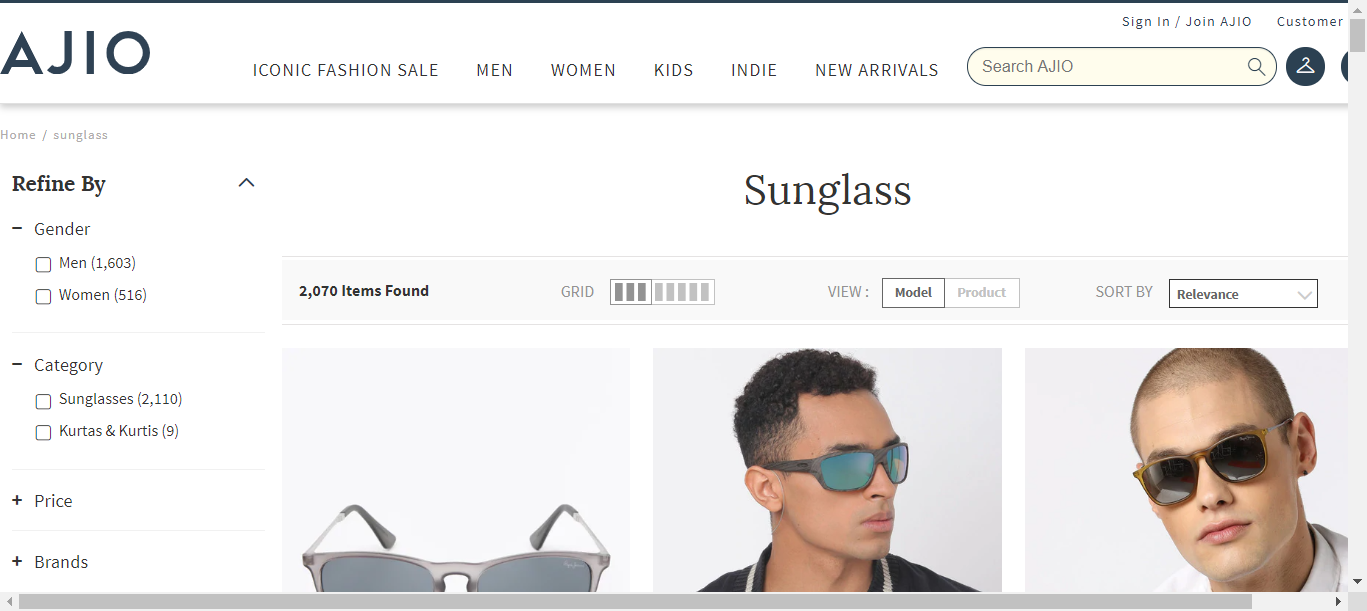 Sign In / Join AJIO Customer
AJIO
ICONIC FASHION SALE MEN WOMEN KIDS INDIE NEW ARRIVALS Search AJIO
Home / sunglass
Refine By
Sunglass
Gender
Men (1,603)
Women (516)
2,070 Items Found GRID VIEW : Model Product SORT BY Relevance
Category
Sunglasses (2,110)
Kurtas & Kurtis (9)
Price
Brands